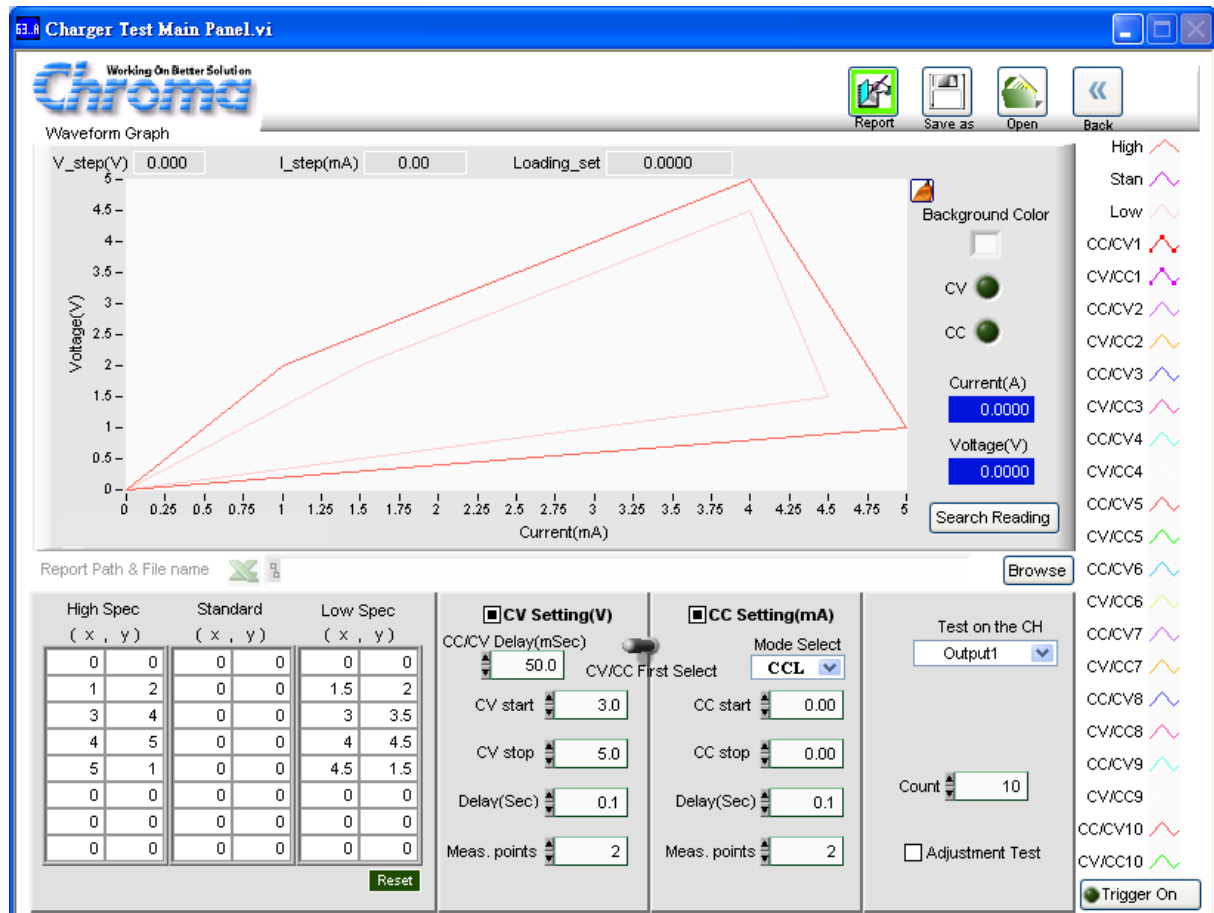 63..A Charger Test Main Panel.vi
Working On Better Solution
Chroma
Report Save as Open Back
Waveform Graph
V_step(V) 0.000 I_step(mA) 0.00 Loading_set 0.0000
5
4.5
4
3.5
3
2.5
2
1.5
1
0.5
0
Voltage(V)
0 0.25 0.5 0.75 1 1.25 1.5 1.75 2 2.25 2.5 2.75 3 3.25 3.5 3.75 4 4.25 4.5 4.75 5
Current(mA)
Background Color
CV
CC
Current(A)
0.0000
Voltage(V)
0.0000
Search Reading
High
Stan
Low
CC/CV1
CV/CC1
CC/CV2
CV/CC2
CC/CV3
CV/CC3
CC/CV4
CV/CC4
CC/CV5
CV/CC5
CC/CV6
CV/CC6
CC/CV7
CV/CC7
CC/CV8
CV/CC8
CC/CV9
CV/CC9
CC/CV10
CV/CC10
Trigger On
Report Path & File name
Browse
High Spec Standard Low Spec
( x , y) ( x , y) ( x , y)
0 0 0 0 0 0
1 2 0 0 1.5 2
3 4 0 0 3 3.5
4 5 0 0 4 4.5
5 1 0 0 4.5 1.5
0 0 0 0 0 0
0 0 0 0 0 0
0 0 0 0 0 0
Reset
CV Setting(V)
CC/CV Delay(mSec)
50.0
CV/CC First Select
CV start 3.0
CV stop 5.0
Delay(Sec) 0.1
Meas. points 2
CC Setting(mA)
Mode Select
CCL
CC start 0.00
CC stop 0.00
Delay(Sec) 0.1
Meas. points 2
Test on the CH
Output1
Count 10
Adjustment Test